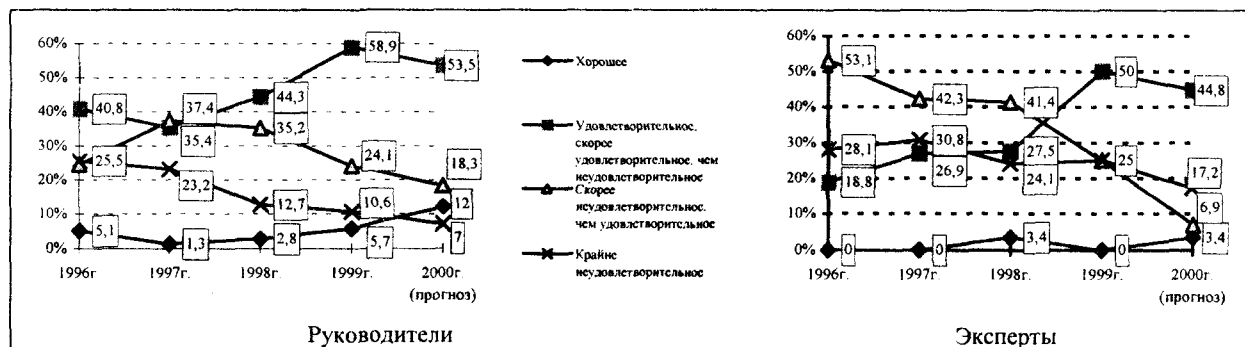 60%
50%
40%
30%
20%
10%
0%
40,8
25,5
5,1
37,4
35,4
23,2
1,3
44,3
35,2
12,7
2,8
58,9
24,1
10,6
5,7
53,5
18,3
12
7
1996г.
1997г.
1998г.
1999г.
2000г.
(прогноз)
Руководители
Хорошее
Удовлетворительное,
скорее
удовлетворительное, чем
неудовлетворительное
Скорее
неудовлетворительное,
чем удовлетворительное
Крайне
неудовлетворительное
60%
50%
40%
30%
20%
10%
0%
53,1
28,1
18,8
0
42,3
30,8
26,9
0
41,4
27,5
24,1
3,4
50
25
0
44,8
17,2
6,9
3,4
1996г.
1997г.
1998г.
1999г.
2000г.
(прогноз)
Эксперты